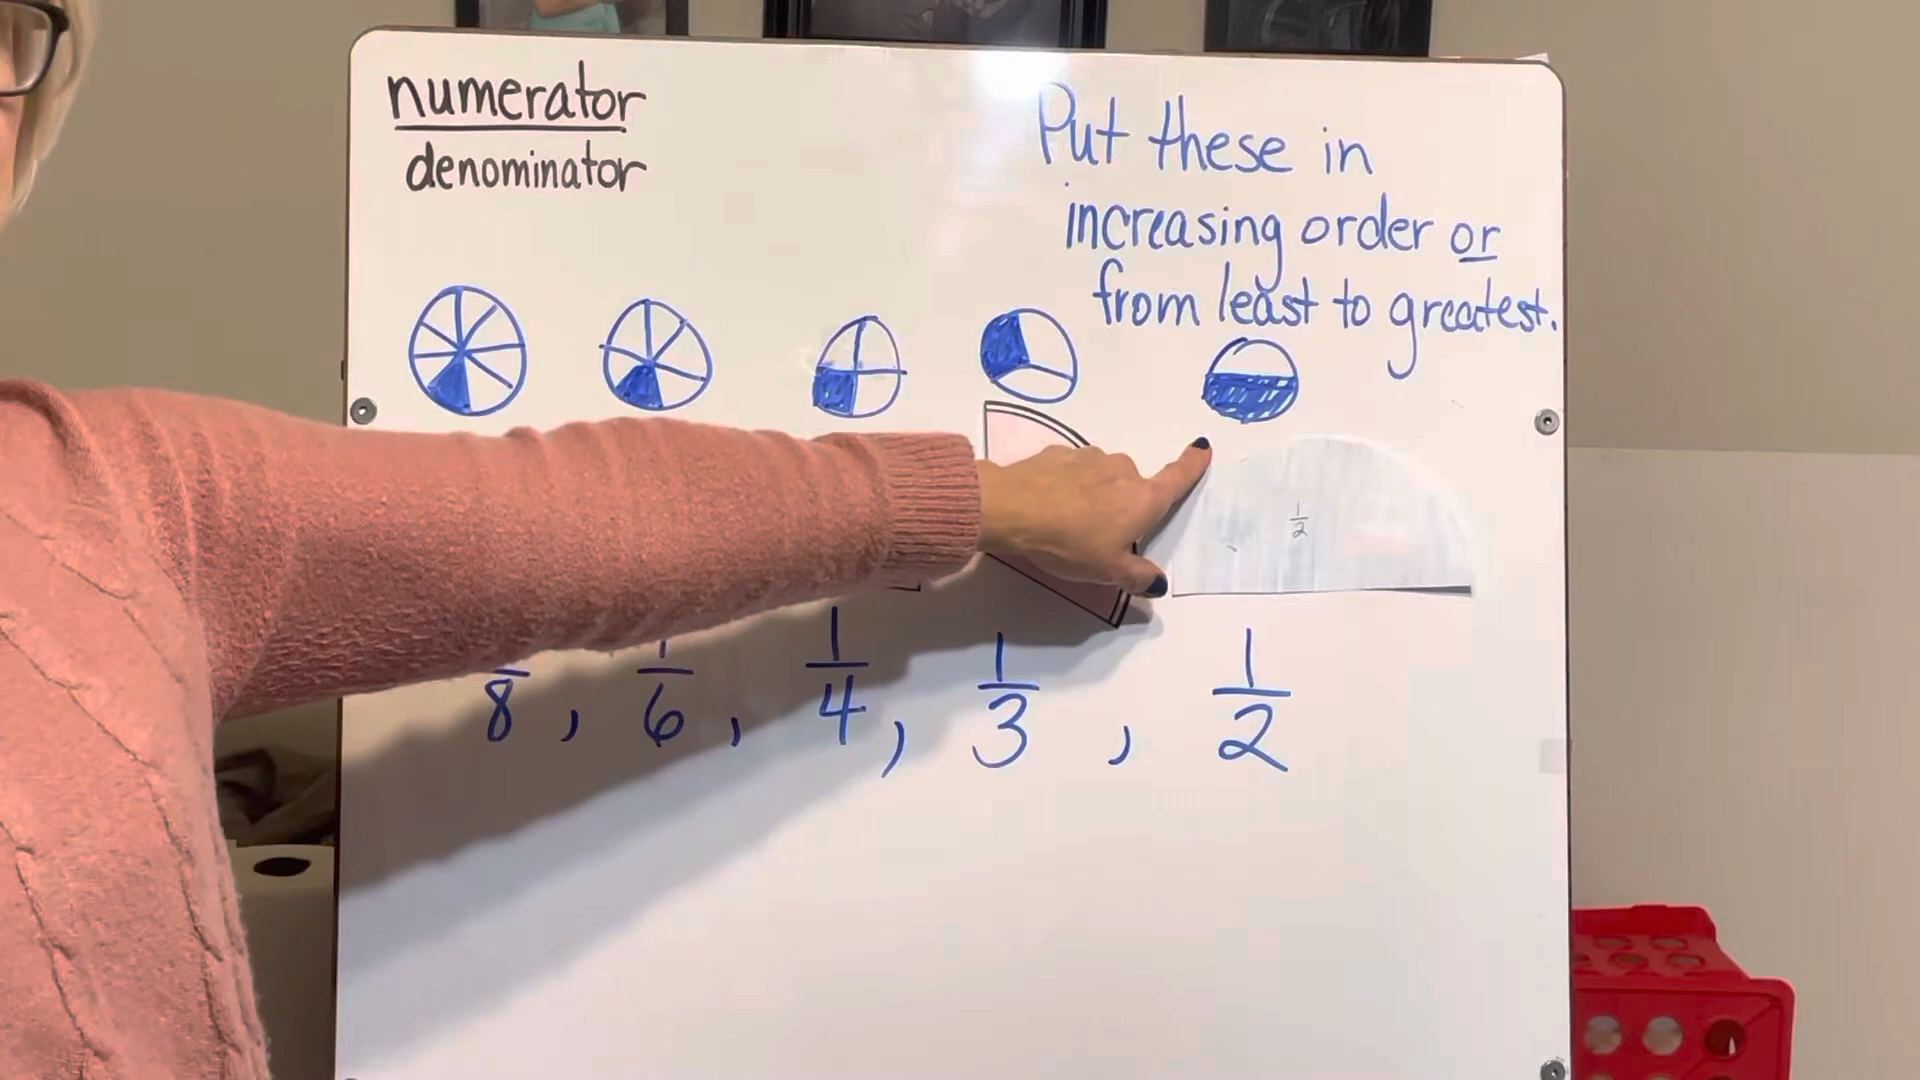 numerator
denominator
Put these in
increasing order or
from least to greatest.
1/2
8 , 1/6 , 1/4 , 1/3 , 1/2